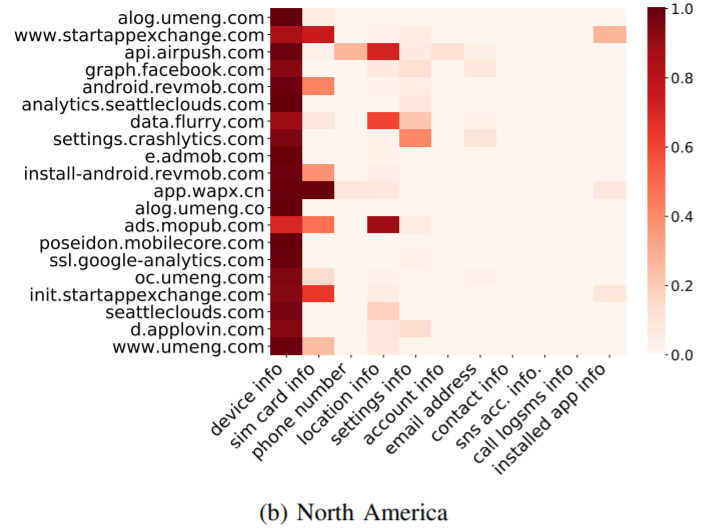 alog.umeng.com
www.startappexchange.com
api.airpush.com
graph.facebook.com
android.revmob.com
analytics.seattleclouds.com
data.flurry.com
settings.crashlytics.com
e.admob.com
install-android.revmob.com
app.wapx.cn
alog.umeng.co
ads.mopub.com
poseidon.mobilecore.com
ssl.google-analytics.com
oc.umeng.com
init.startappexchange.com
seattleclouds.com
d.applovin.com
www.umeng.com
device info
sim card info
phone number
location info
settings info
account info
email address
contact info
sns acc. info.
call logsms info
installed app info
1.0
0.8
0.6
0.4
0.2
0.0
(b) North America